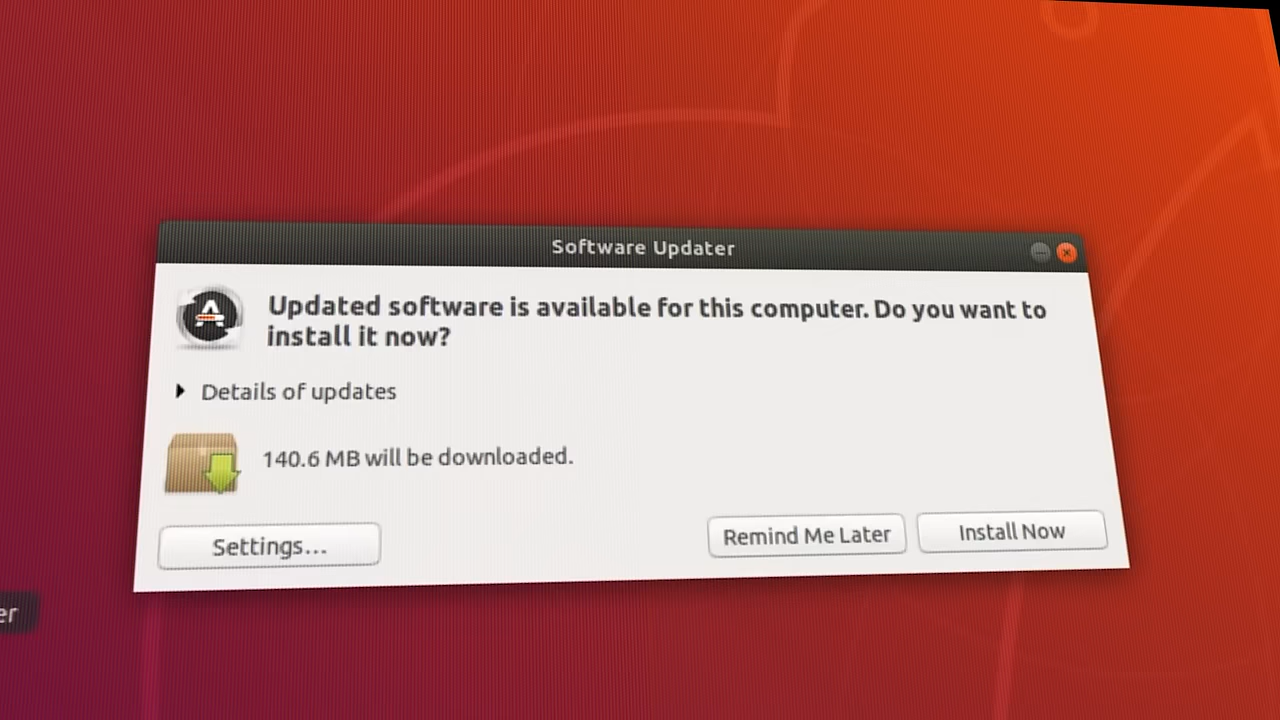 Software Updater
Updated software is available for this computer. Do you want to
install it now?
Details of updates
140.6 MB will be downloaded.
Settings...
Remind Me Later
Install Now
er